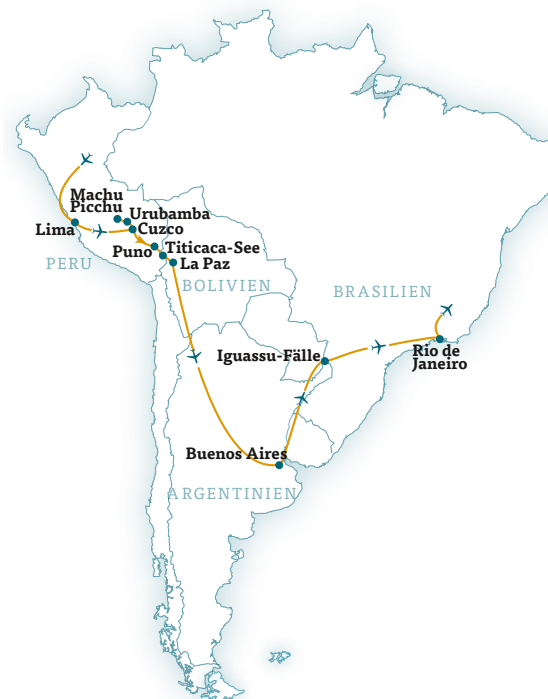 Machu
Picchu
Urubamba
Lima
Cuzco
Puno
Titicaca-See
La Paz
PERU
BOLIVIEN
BRASILIEN
Iguassu-Fälle
Rio de
Janeiro
Buenos Aires
ARGENTINIEN